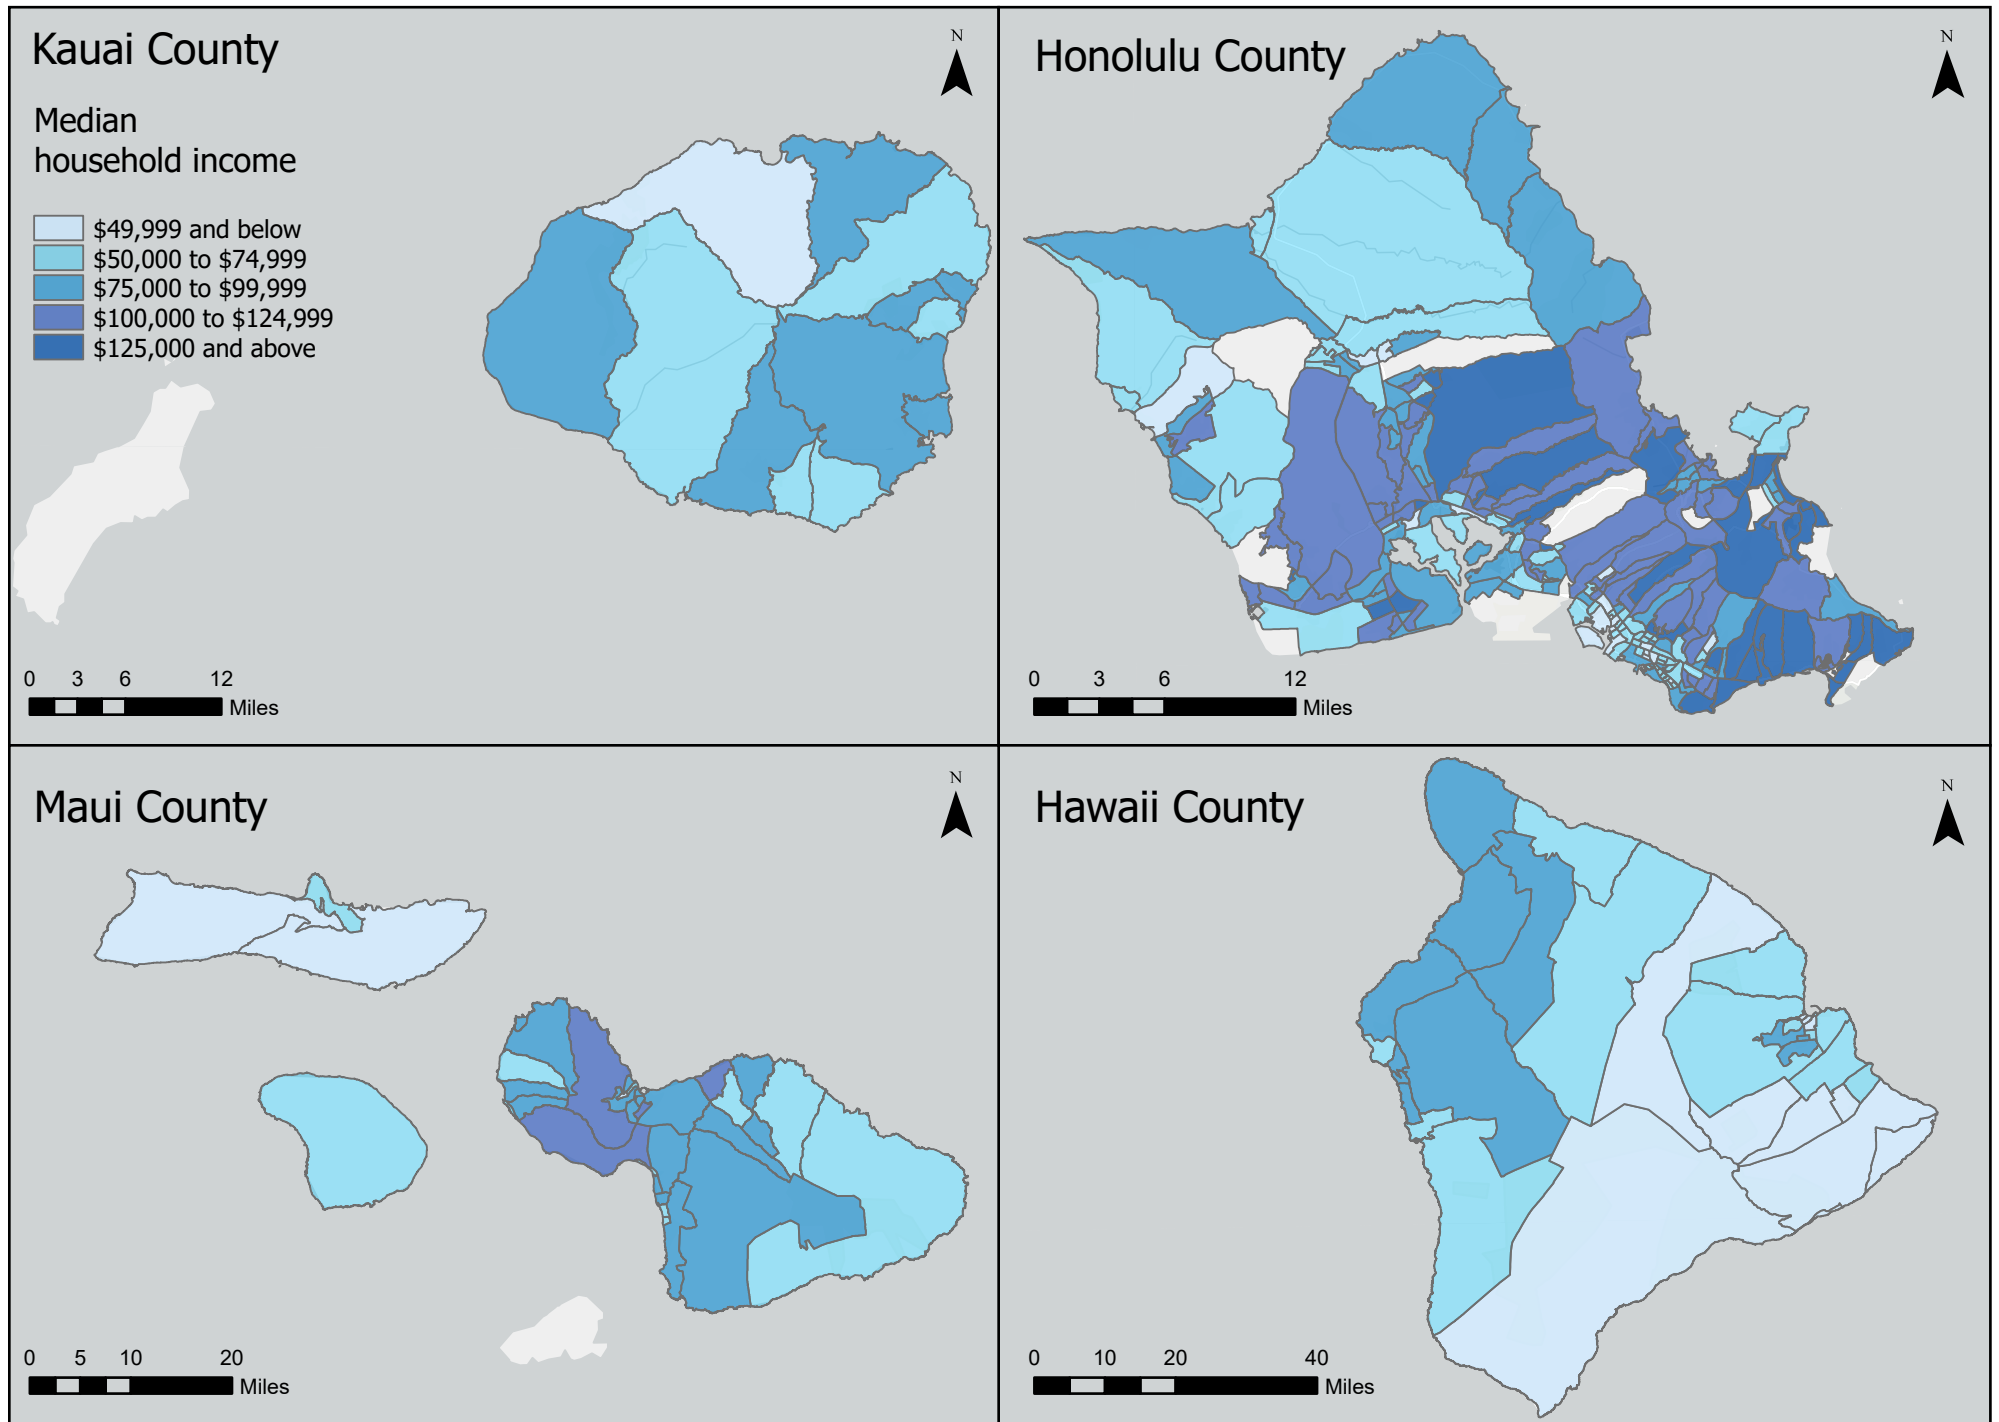 Kauai County
N
Median
household income
$49,999 and below
$50,000 to $74,999
$75,000 to $99,999
$100,000 to $124,999
$125,000 and above
0 3 6 12
Miles
Honolulu County
N
0 3 6 12
Miles
Maui County
N
0 5 10 20
Miles
Hawaii County
N
0 10 20 40
Miles